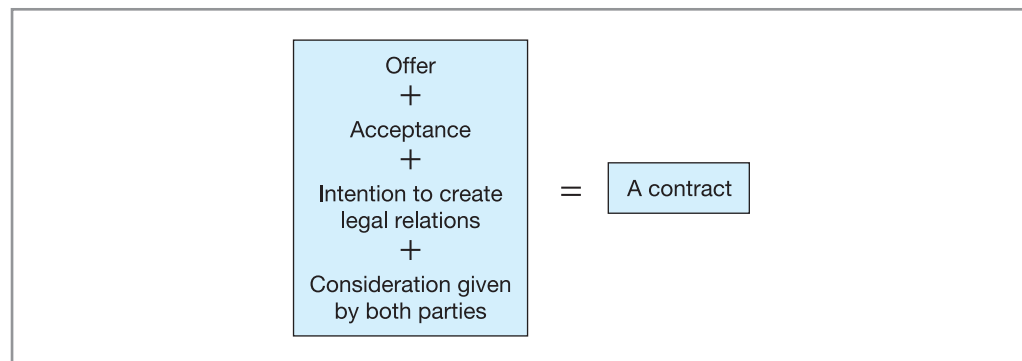 Offer
+
Acceptance
+
Intention to create
legal relations
+
Consideration given
by both parties
=
A contract